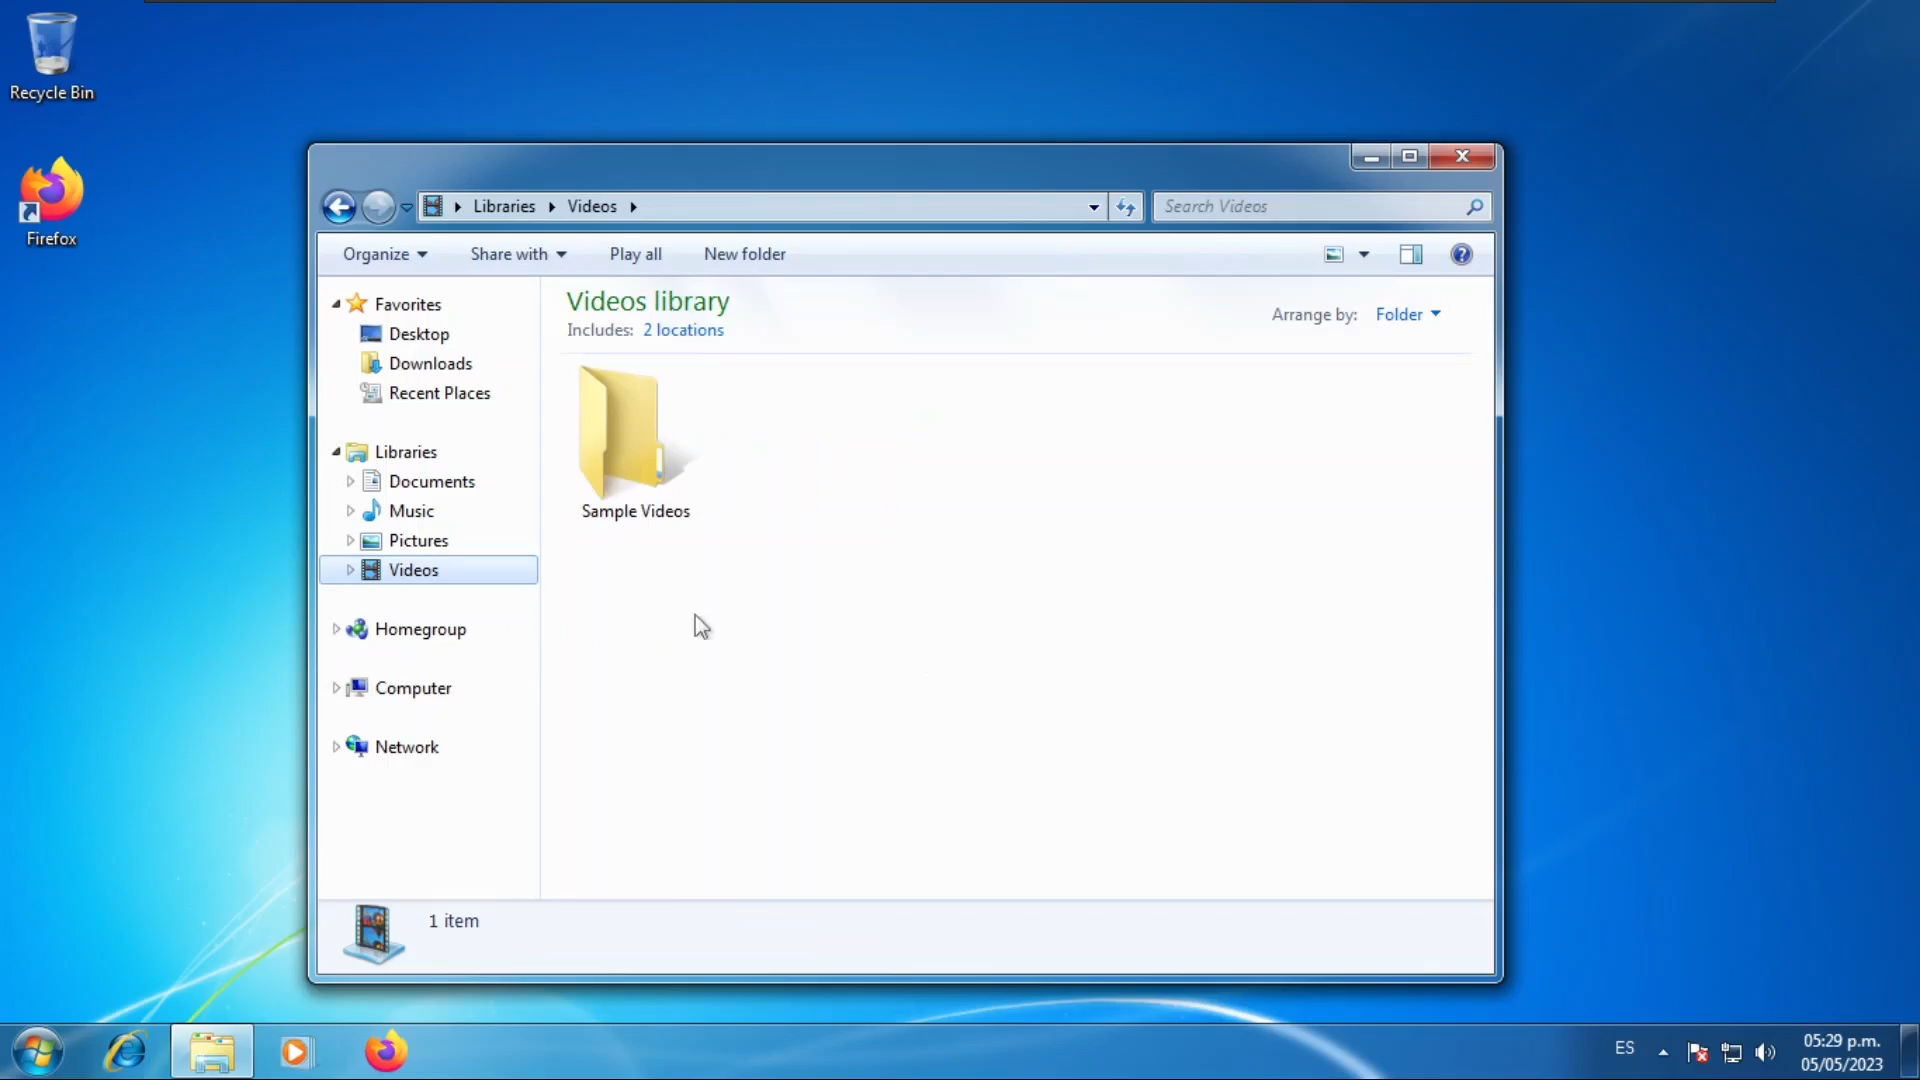 Recycle Bin
Firefox
Libraries Videos
Search Videos
Organize Share with Play all New folder
Favorites
Desktop
Downloads
Recent Places
Libraries
Documents
Music
Pictures
Videos
Homegroup
Computer
Network
Videos library
Includes: 2 locations
Arrange by: Folder
Sample Videos
1 item
ES
05:29 p.m.
05/05/2023